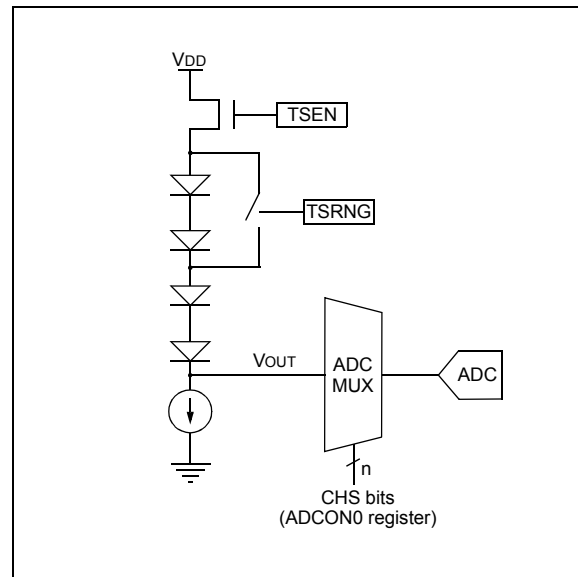 VDD
TSEN
TSRNG
VOUT
ADC
MUX
ADC
n
CHS bits
(ADCON0 register)